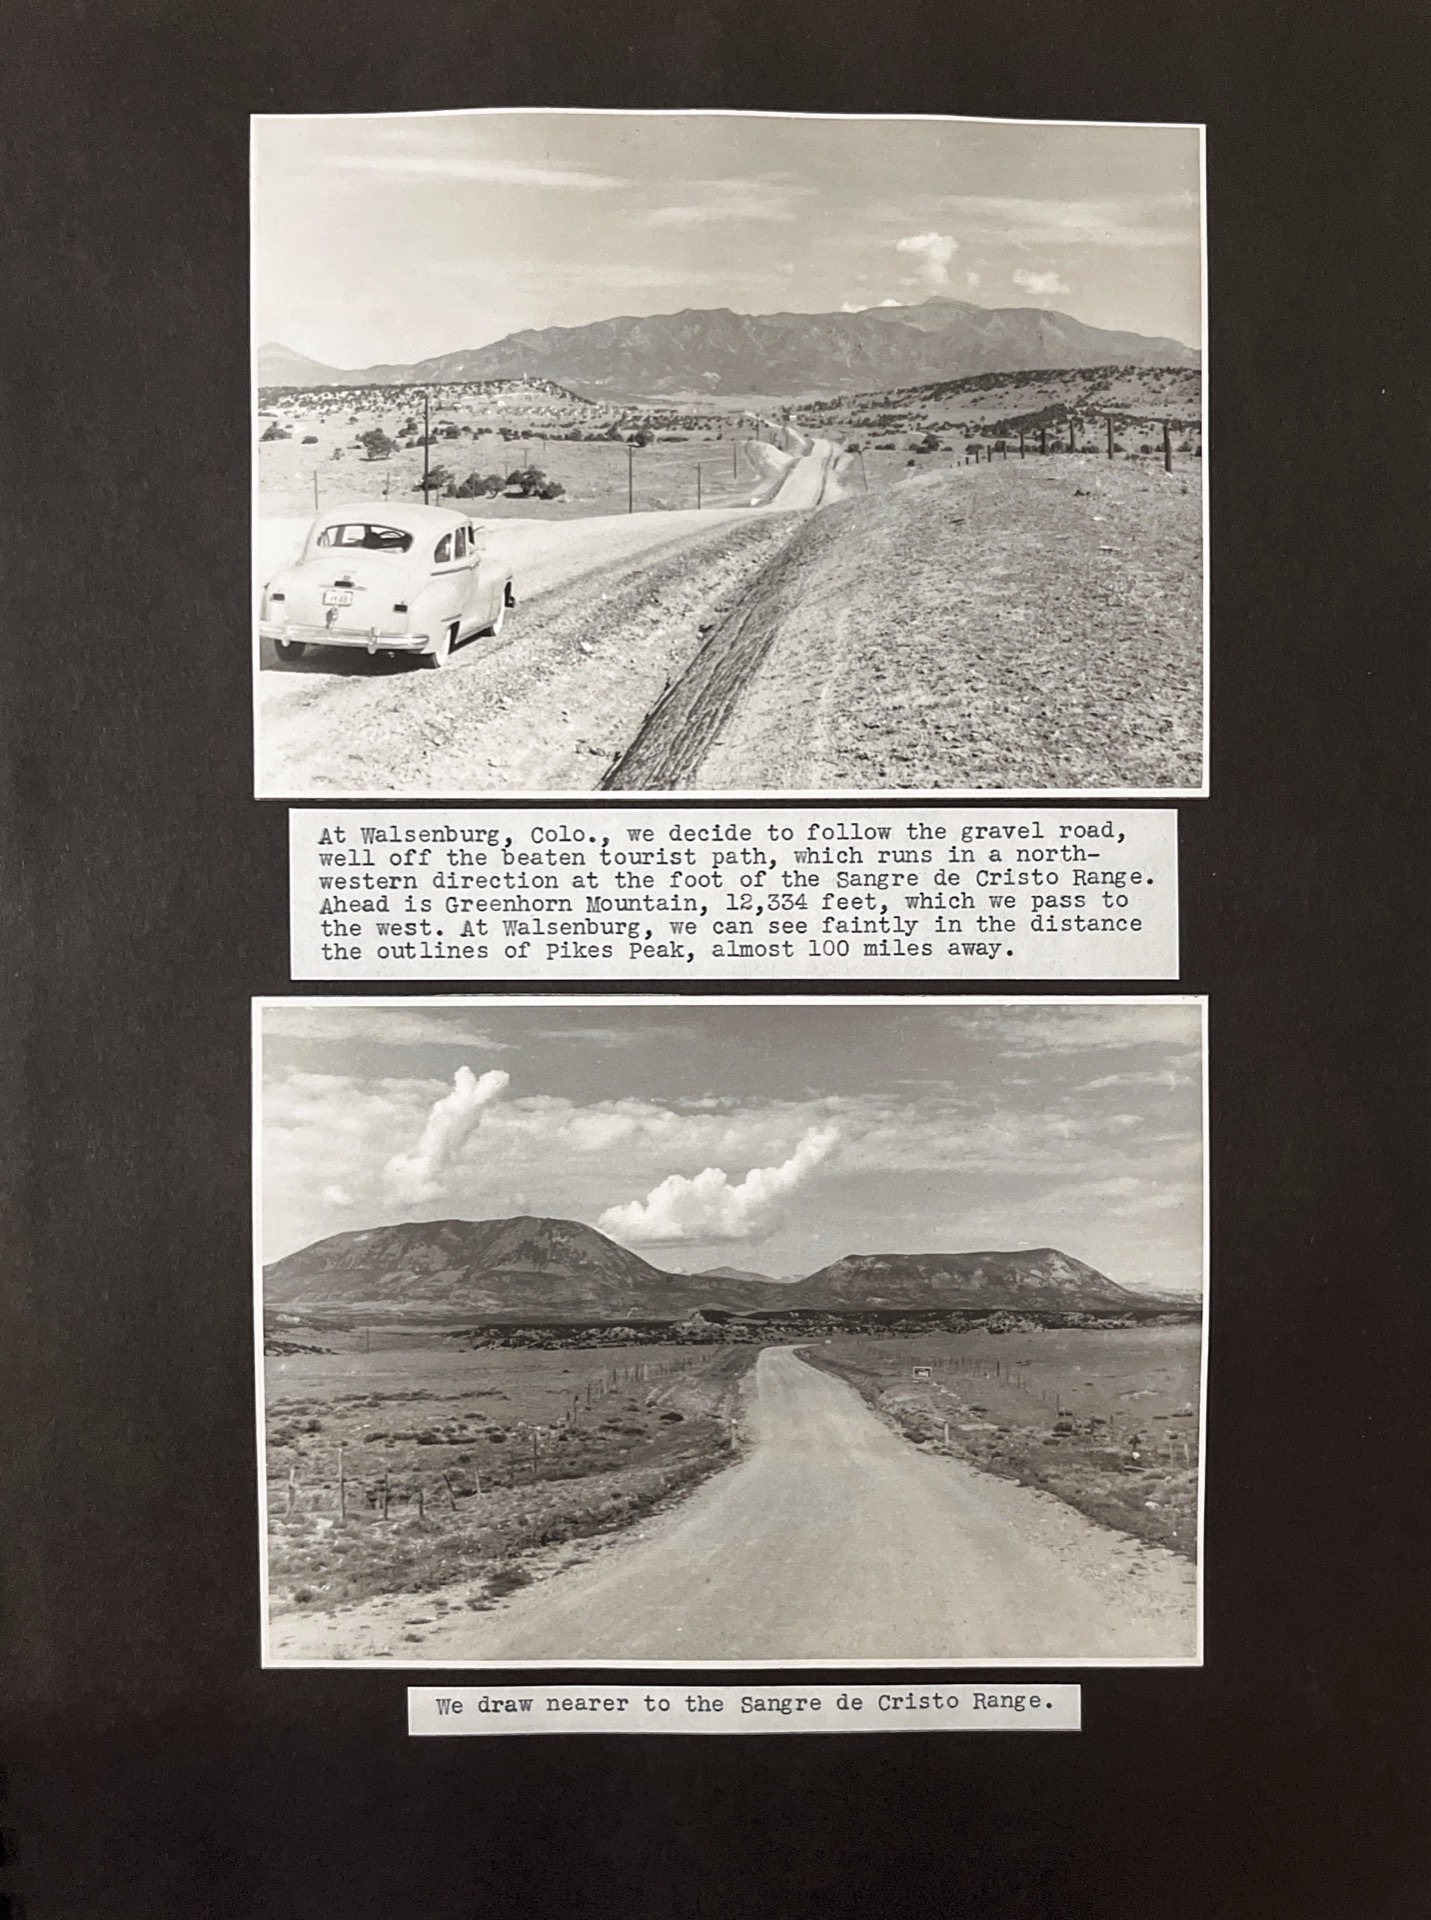 At Walsenburg, Colo., we decide to follow the gravel road,
well off the beaten tourist path, which runs in a north-
western direction at the foot of the Sangre de Cristo Range.
Ahead is Greenhorn Mountain, 12,334 feet, which we pass to
the west. At Walsenburg, we can see faintly in the distance
the outlines of Pikes Peak, almost 100 miles away.
We draw nearer to the Sangre de Cristo Range.